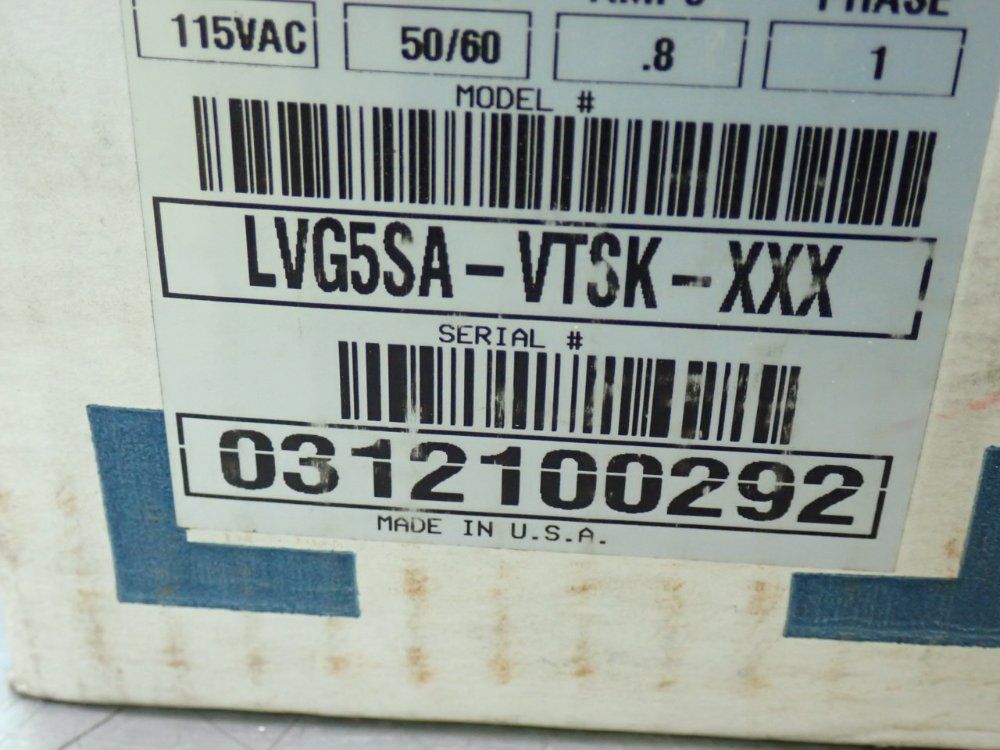 115VAC 50/60 .8 1
MODEL #
LVG5SA-VTSK-XXX
SERIAL #
0312100292
MADE IN U.S.A.